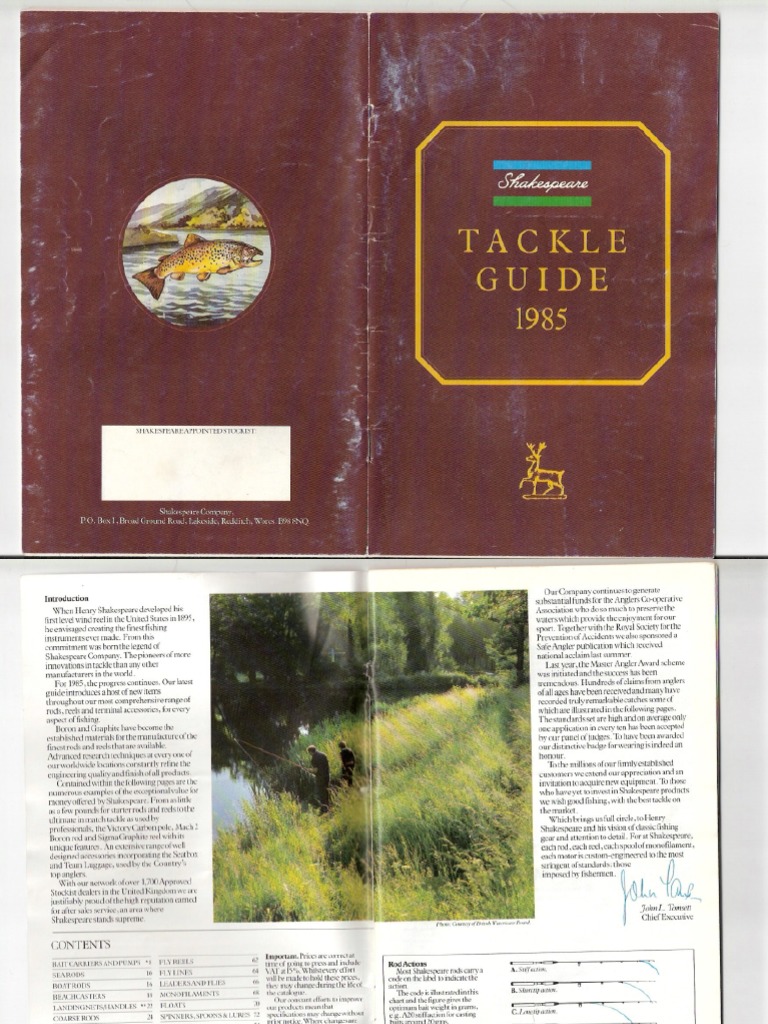 Shakespeare
TACKLE
GUIDE
1985
SHAKESPEARE APPOINTED STOCKIST
Shakespeare Company,
P.O. Box 1, Broad Ground Road, Lakeside, Redditch, Worcs. B98 8NQ
Introduction
When Henry Shakespeare developed his
first level wind reel in the United States in 1895,
he envisaged creating the finest fishing
instruments ever made. From this
commitment was born the legend of
Shakespeare Company. The pioneers of more
innovations in tackle than any other
manufacturers in the world.
For 1985, the progress continues. Our latest
guide introduces a host of new items
throughout our most comprehensive range of
rods, reels and terminal accessories, for every
aspect of fishing.
Boron and Graphite have become the
established materials for the manufacture of the
finest rods and reels that are available.
Advanced research techniques at every one of
our worldwide locations constantly refine the
engineering quality and finish of all products.
Contained within the following pages are the
numerous examples of the exceptional value for
money offered by Shakespeare. From as little
as a few pounds for starter rods and reels to the
ultimate in match tackle as used by
professionals, the Victory Carbon pole, Mach 2
Boron rod and Sigma Graphite reel with its
unique features. An extensive range of well
designed accessories incorporating the Seatbox
and Team Luggage, used by the Country's
top anglers.
With our network of over 1,700 Approved
Stockist dealers in the United Kingdom we are
justifiably proud of the high reputation earned
for after sales service, an area where
Shakespeare stands supreme.
Our Company continues to generate
substantial funds for the Anglers Co-operative
Association who do so much to preserve the
waters which provide the enjoyment for our
sport. Together with the Royal Society for the
Prevention of Accidents we also sponsored a
Safe Angler publication which received
national acclaim last summer.
Last year, the Master Angler Award scheme
was initiated and the success has been
tremendous. Hundreds of claims from anglers
of all ages have been received and many have
recorded truly remarkable catches some of
which are illustrated in the following pages.
The standards set are high and on average only
one application in every ten has been accepted
by our panel of judges. To have been awarded
our distinctive badge for wearing is indeed an
honour.
To the millions of our firmly established
customers we extend our appreciation and an
invitation to acquire new equipment. To those
who have yet to invest in Shakespeare products
we wish good fishing, with the best tackle on
the market.
Which brings us full circle, to Henry
Shakespeare and his vision of classic fishing
gear and attention to detail. For at Shakespeare,
each rod, each reel, each spool of monofilament,
each motor is custom-engineered to the most
stringent of standards, those
imposed by fishermen.
John L.
Chief Executive
Photo: Courtesy of British Waterways Board
CONTENTS
BAIT CARRIERS AND PUMPS
SEA RODS 16
BOAT RODS 16
BEACHCASTERS
LANDING NETS/HANDLES
COARSE RODS 21
FLY REELS 62
FLY LINES 64
LEADERS AND FLIES 66
MONOFILAMENTS 68
FLOATS
SPINNERS, SPOONS & LURES 72
Important. Prices are correct at
time of going to press and include
VAT at 15%. Whilst every effort
will be made to hold these prices,
they may change during the life of
the catalogue.
Our constant efforts to improve
our products mean that
specifications may change without
prior notice. Where changes are
Rod Actions
Most Shakespeare rods carry a
code on the label to indicate the
action.
The code is illustrated in this
chart and the figure gives the
optimum bait weight in grams,
e.g. A20 stiff action for casting
baits around 20 grms.
A. Stiff action.
B. Medium tip action.
C. Long tip action.